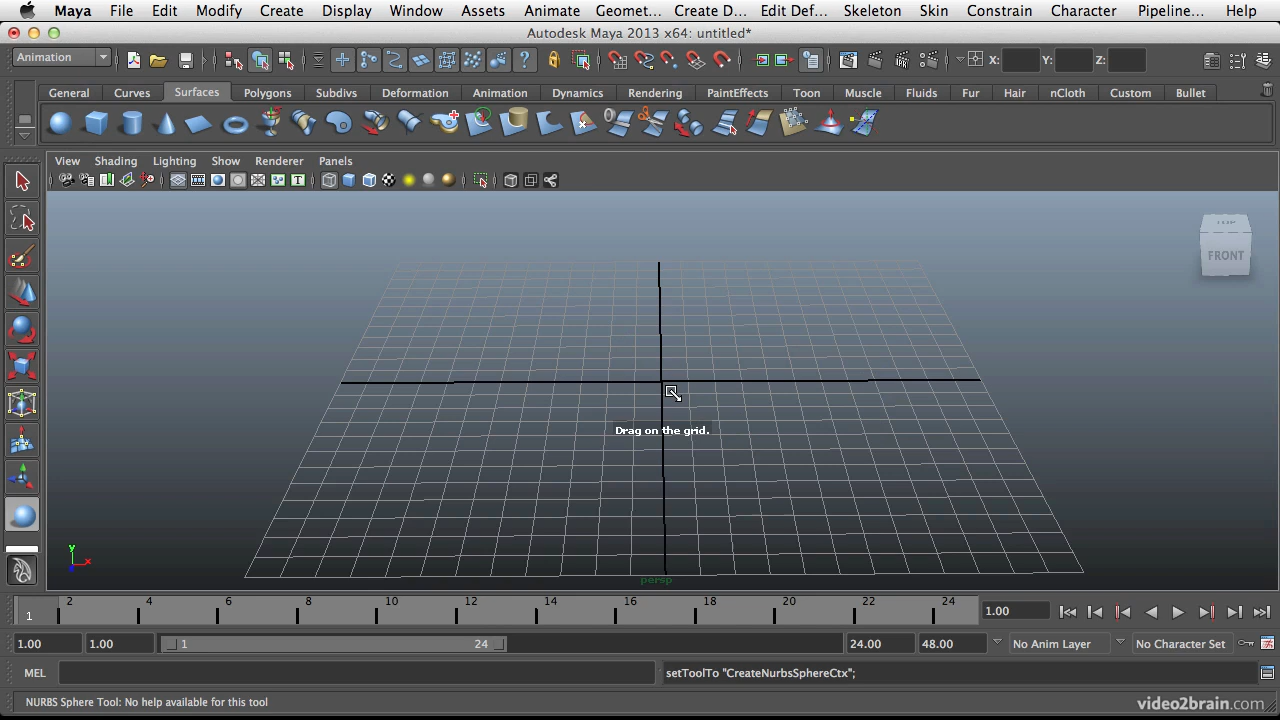 Maya File Edit Modify Create Display Window Assets Animate Geomet... Create D... Edit Def... Skeleton Skin Constrain Character Pipeline... Help
Autodesk Maya 2013 x64: untitled*
Animation X: Y: Z:
General Curves Surfaces Polygons Subdivs Deformation Animation Dynamics Rendering PaintEffects Toon Muscle Fluids Fur Hair nCloth Custom Bullet
View Shading Lighting Show Renderer Panels
T
FRONT
Drag on the grid.
y
x
persp
1 2 4 6 8 10 12 14 16 18 20 22 24 1.00
1.00 1.00 1 24 24.00 48.00 No Anim Layer No Character Set
MEL setToolTo "CreateNurbsSphereCtx";
NURBS Sphere Tool: No help available for this tool
video2brain.com